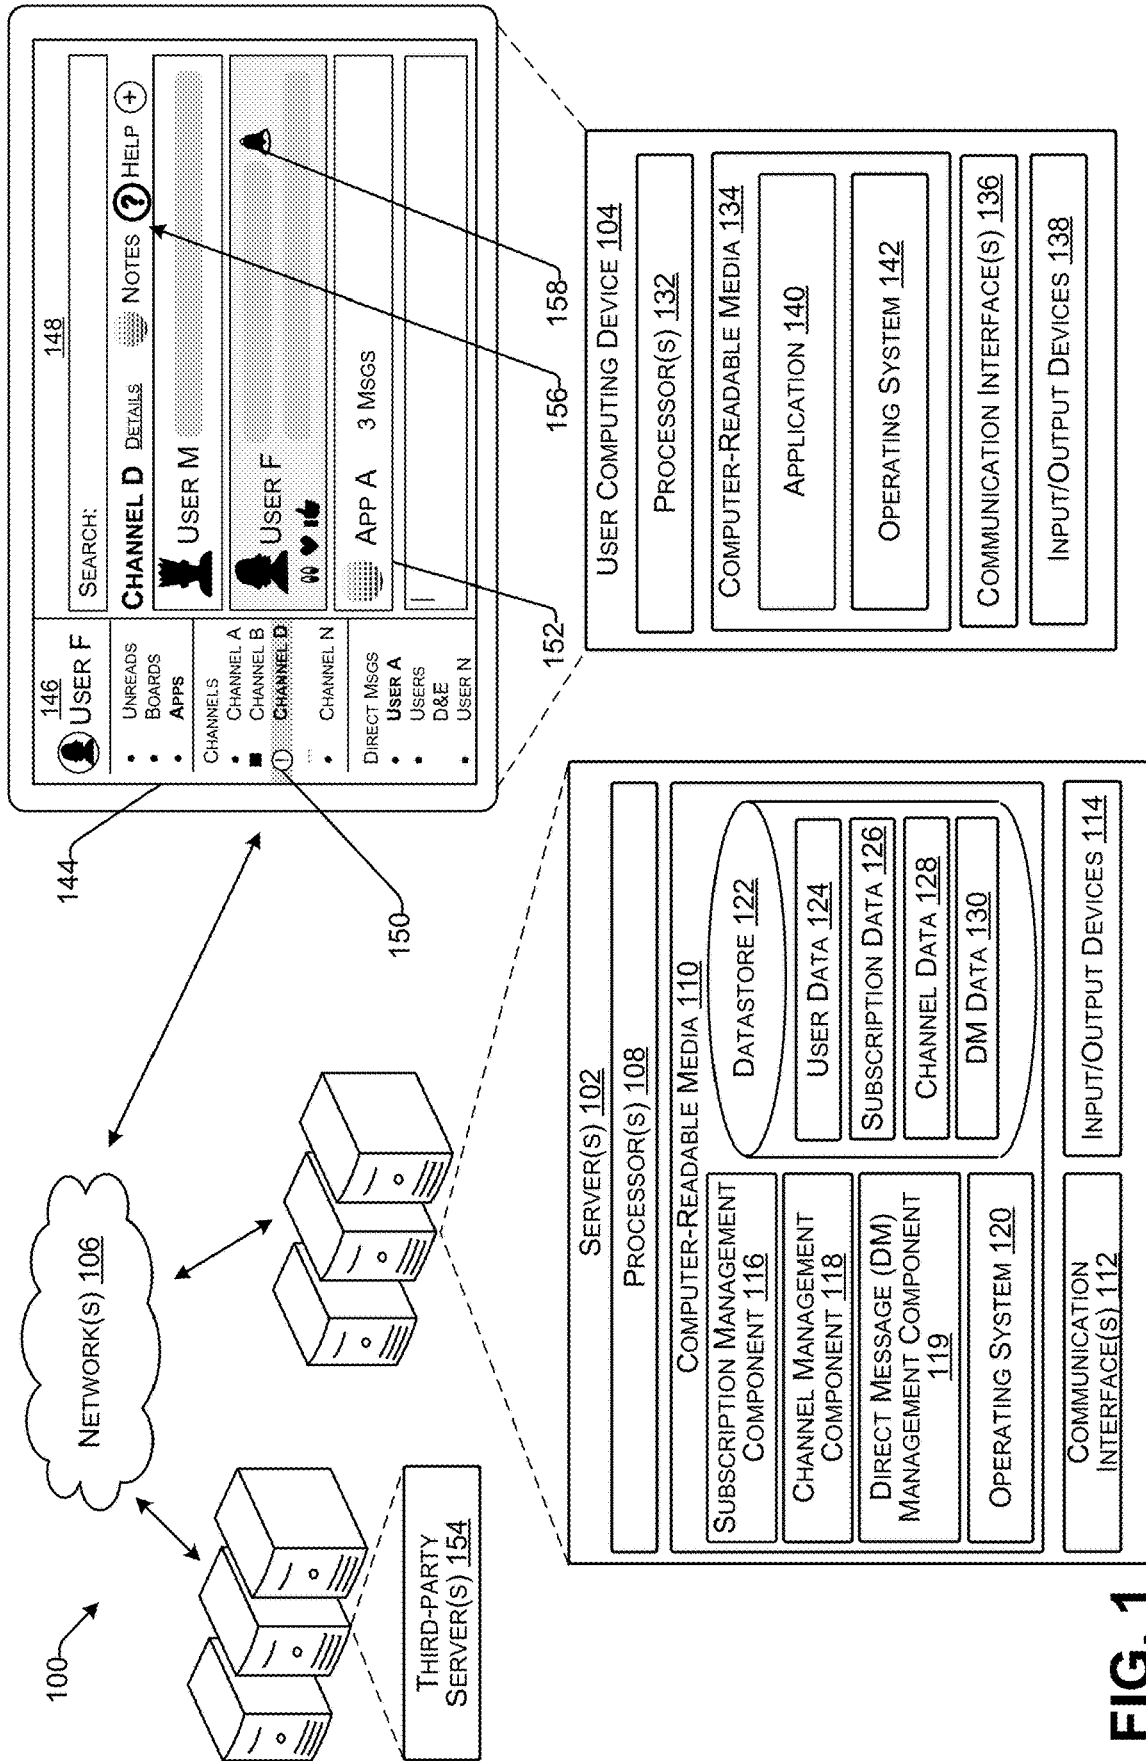 100
NETWORK(S) 106
THIRD-PARTY
SERVER(S) 154
144
150
146
USER F
UNREADS
BOARDS
APPS
CHANNELS
CHANNEL A
CHANNEL B
CHANNEL D
CHANNEL N
DIRECT MSGS
USER A
USERS
D&E
USER N
148
SEARCH:
CHANNEL D DETAILS NOTES ? HELP +
USER M
USER F
APP A 3 MSGS
152
156
158
SERVER(S) 102
PROCESSOR(S) 108
COMPUTER-READABLE MEDIA 110
SUBSCRIPTION MANAGEMENT
COMPONENT 116
CHANNEL MANAGEMENT
COMPONENT 118
DIRECT MESSAGE (DM)
MANAGEMENT COMPONENT
119
OPERATING SYSTEM 120
DATASTORE 122
USER DATA 124
SUBSCRIPTION DATA 126
CHANNEL DATA 128
DM DATA 130
COMMUNICATION
INTERFACE(S) 112
INPUT/OUTPUT DEVICES 114
USER COMPUTING DEVICE 104
PROCESSOR(S) 132
COMPUTER-READABLE MEDIA 134
APPLICATION 140
OPERATING SYSTEM 142
COMMUNICATION INTERFACE(S) 136
INPUT/OUTPUT DEVICES 138
FIG. 1